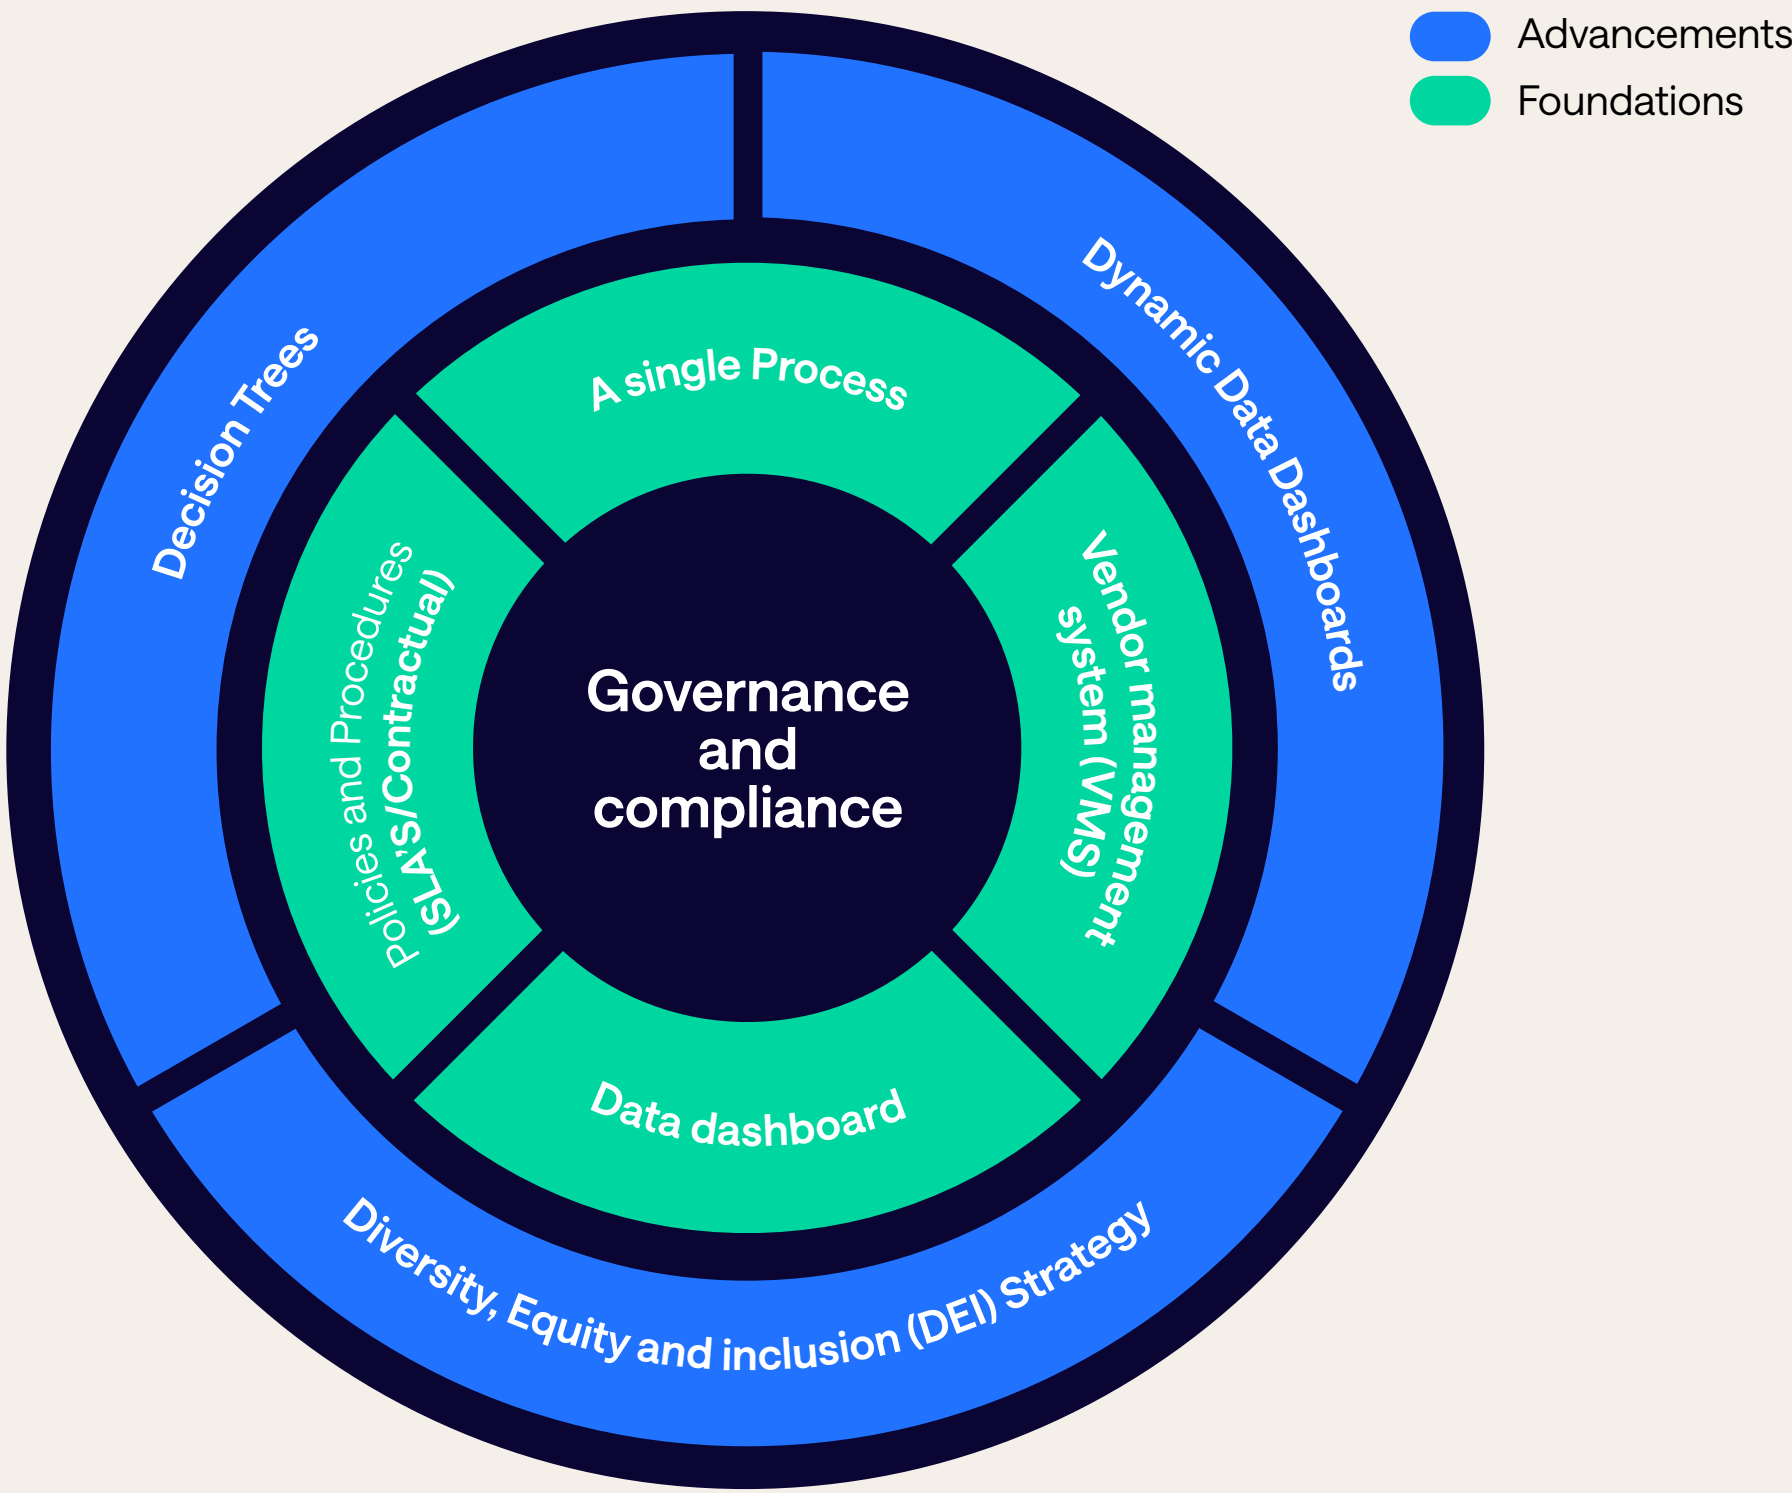 Advancements
Foundations
Decision Trees
Dynamic Data Dashboards
A single Process
Policies and Procedures
(SLA’s/Contractual)
Vendor management
system (VMS)
Governance
and
compliance
Data dashboard
Diversity, Equity and inclusion (DEI) Strategy